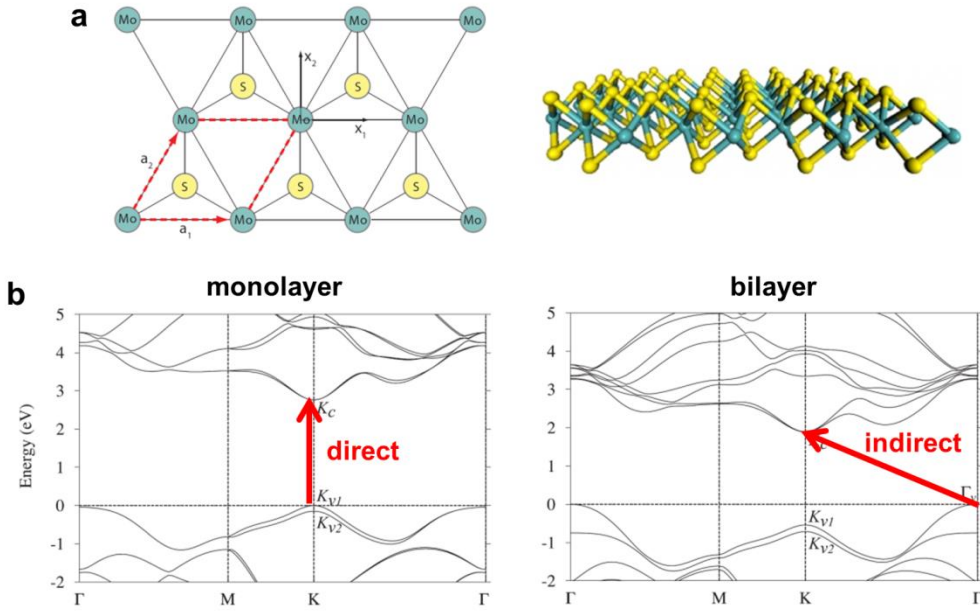 a
Mo Mo Mo Mo
x2
S S
Mo Mo Mo
x1
a2
S S S
Mo Mo Mo Mo
a1
b
monolayer
5
4
3
2
1
0
-1
-2
Energy (eV)
Kc
direct
Kv1
Kv2
Γ M K Γ
bilayer
5
4
3
2
1
0
-1
-2
indirect
Kv1
Kv2
Γ M K